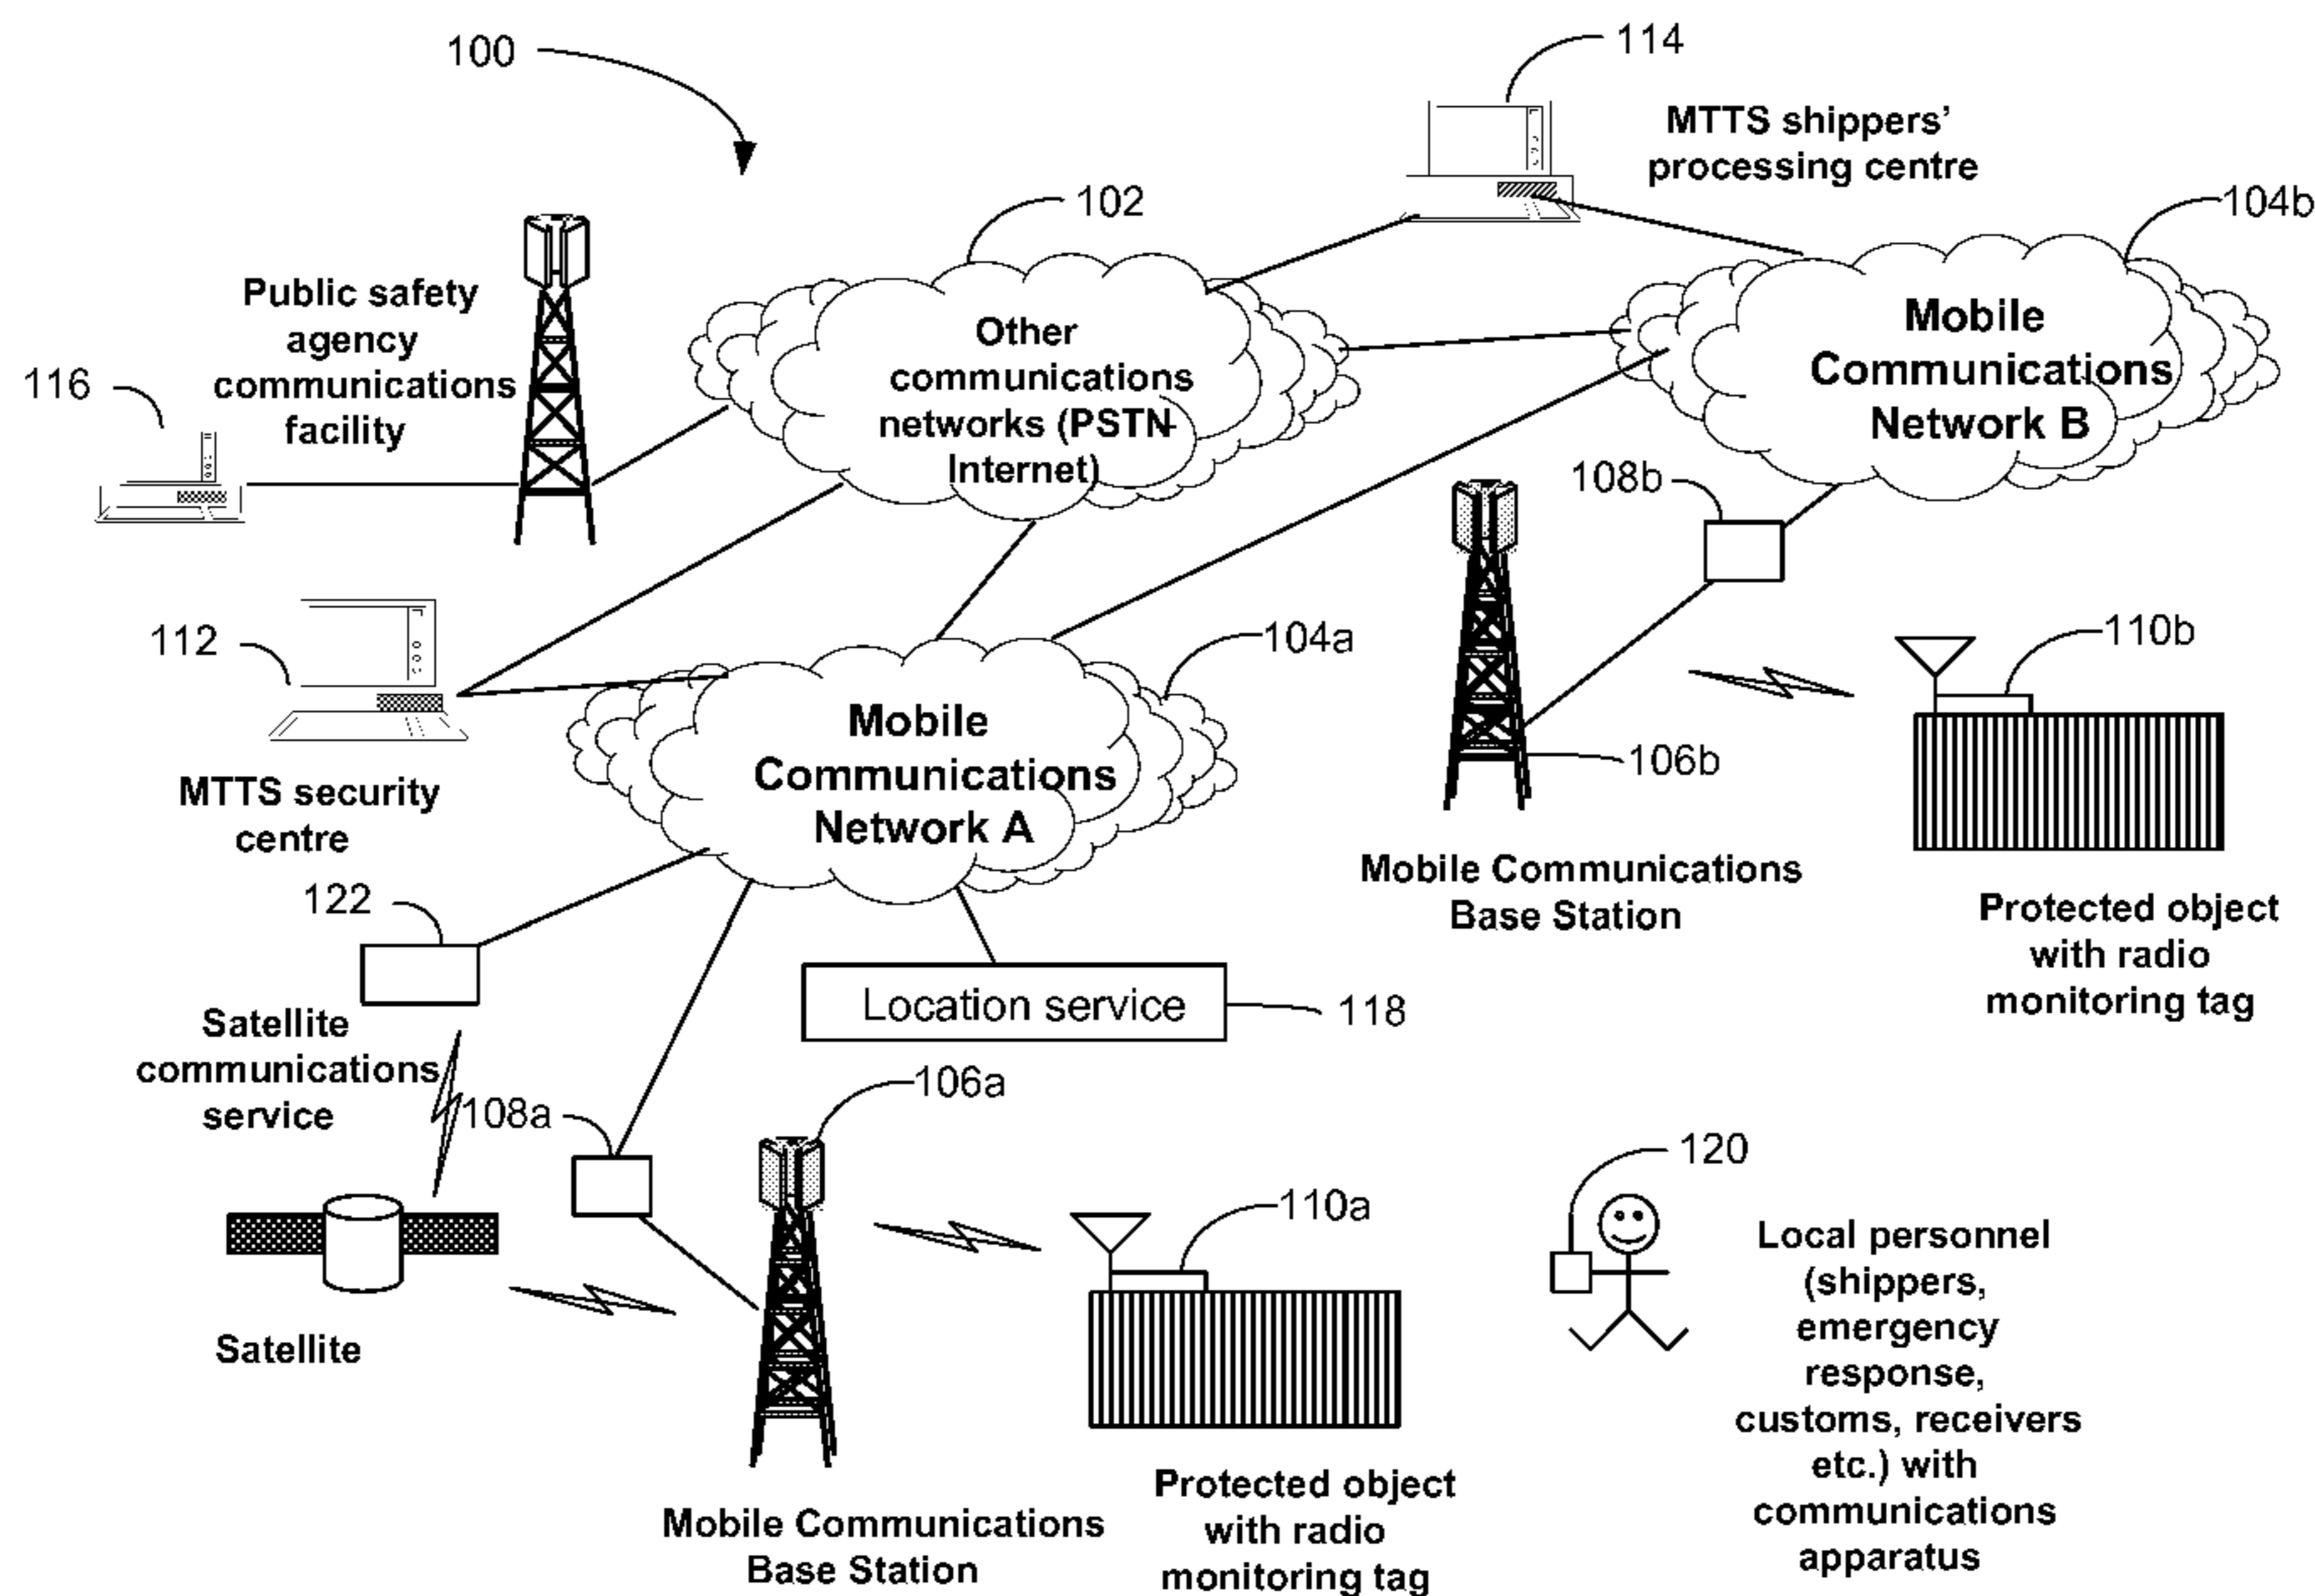 100
114
MTTS shippers’
processing centre
102
104b
Public safety
agency
communications
facility
116
Other
communications
networks (PSTN-
Internet)
Mobile
Communications
Network B
108b
112
104a
110b
MTTS security
centre
Mobile
Communications
Network A
106b
Mobile Communications
Base Station
Protected object
with radio
monitoring tag
122
Location service
118
Satellite
communications
service
108a
106a
120
110a
Satellite
Local personnel
(shippers,
emergency
response,
customs, receivers
etc.) with
communications
apparatus
Mobile Communications
Base Station
Protected object
with radio
monitoring tag